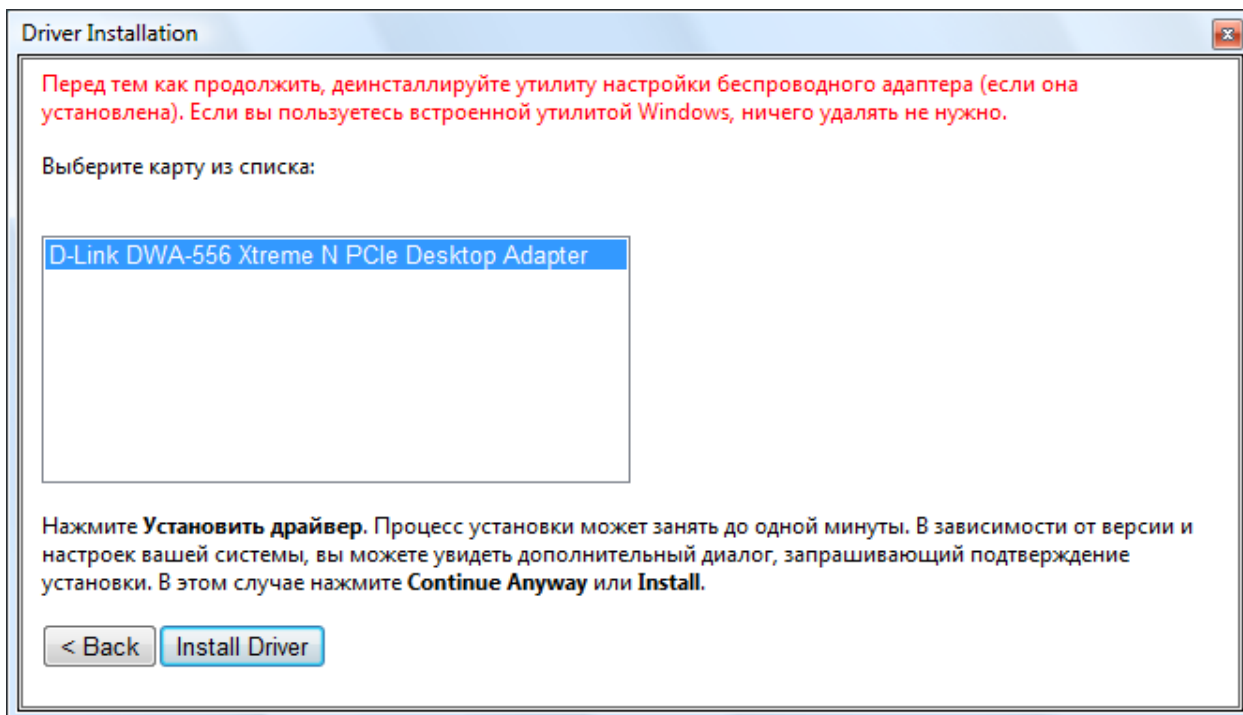 Driver Installation
Перед тем как продолжить, деинсталлируйте утилиту настройки беспроводного адаптера (если она
установлена). Если вы пользуетесь встроенной утилитой Windows, ничего удалять не нужно.
Выберите карту из списка:
D-Link DWA-556 Xtreme N PCIe Desktop Adapter
Нажмите Установить драйвер. Процесс установки может занять до одной минуты. В зависимости от версии и
настроек вашей системы, вы можете увидеть дополнительный диалог, запрашивающий подтверждение
установки. В этом случае нажмите Continue Anyway или Install.
< Back Install Driver